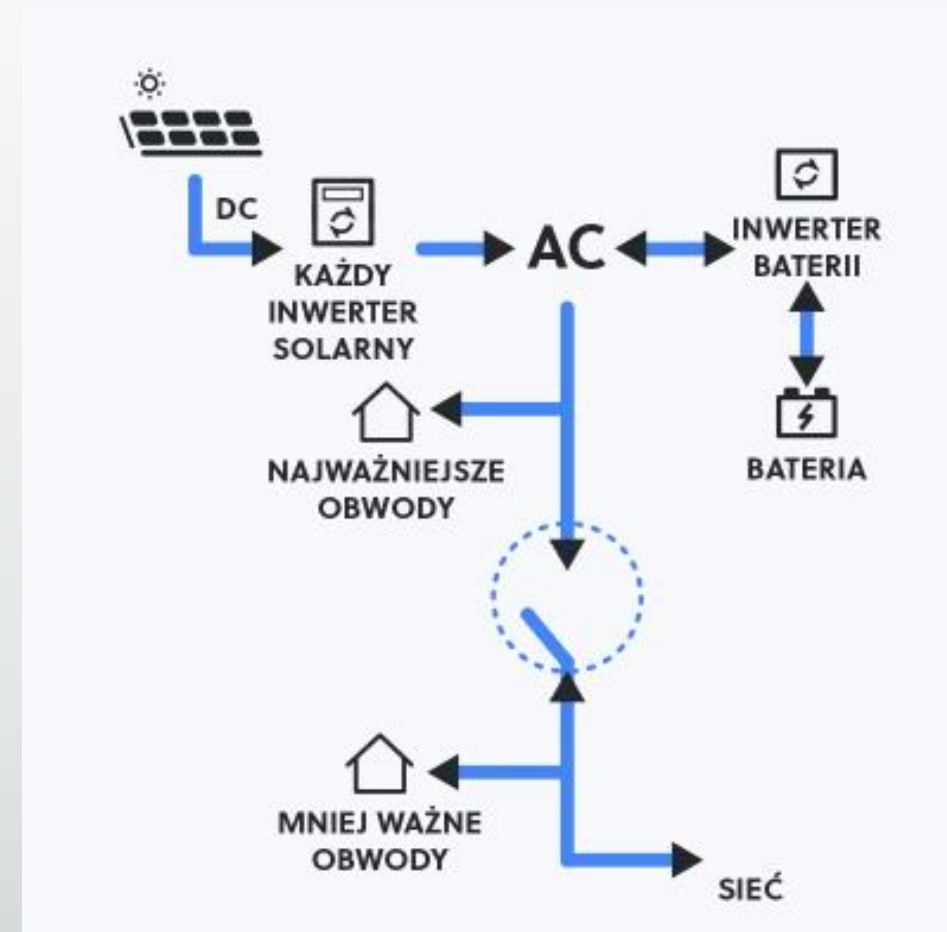 DC
KAŻDY
INWERTER
SOLARNY
AC
INWERTER
BATERII
BATERIA
NAJWAŻNIEJSZE
OBWODY
MNIEJ WAŻNE
OBWODY
SIEĆ